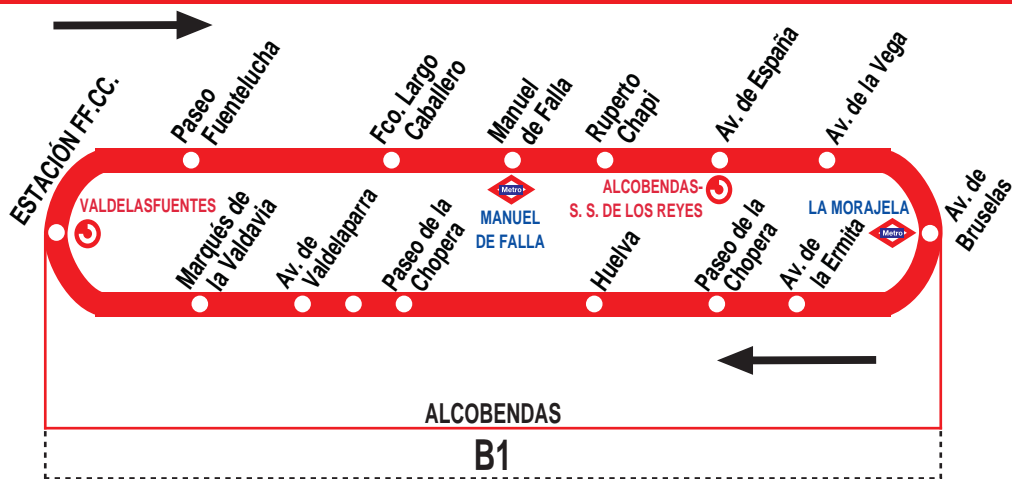 ESTACIÓN FF.CC.
Paseo
Fuentelucha
Fco. Largo
Caballero
Manuel
de Falla
Ruperto
Chapi
Av. de España
Av. de la Vega
Av. de
Bruselas
VALDELASFUENTES
Metro
MANUEL
DE FALLA
ALCOBENDAS-
S. S. DE LOS REYES
LA MORAJELA
Metro
Marqués de
la Valdavia
Av. de
Valdelaparra
Paseo de la
Chopera
Huelva
Paseo de la
Chopera
Av. de
la Ermita
ALCOBENDAS
B1